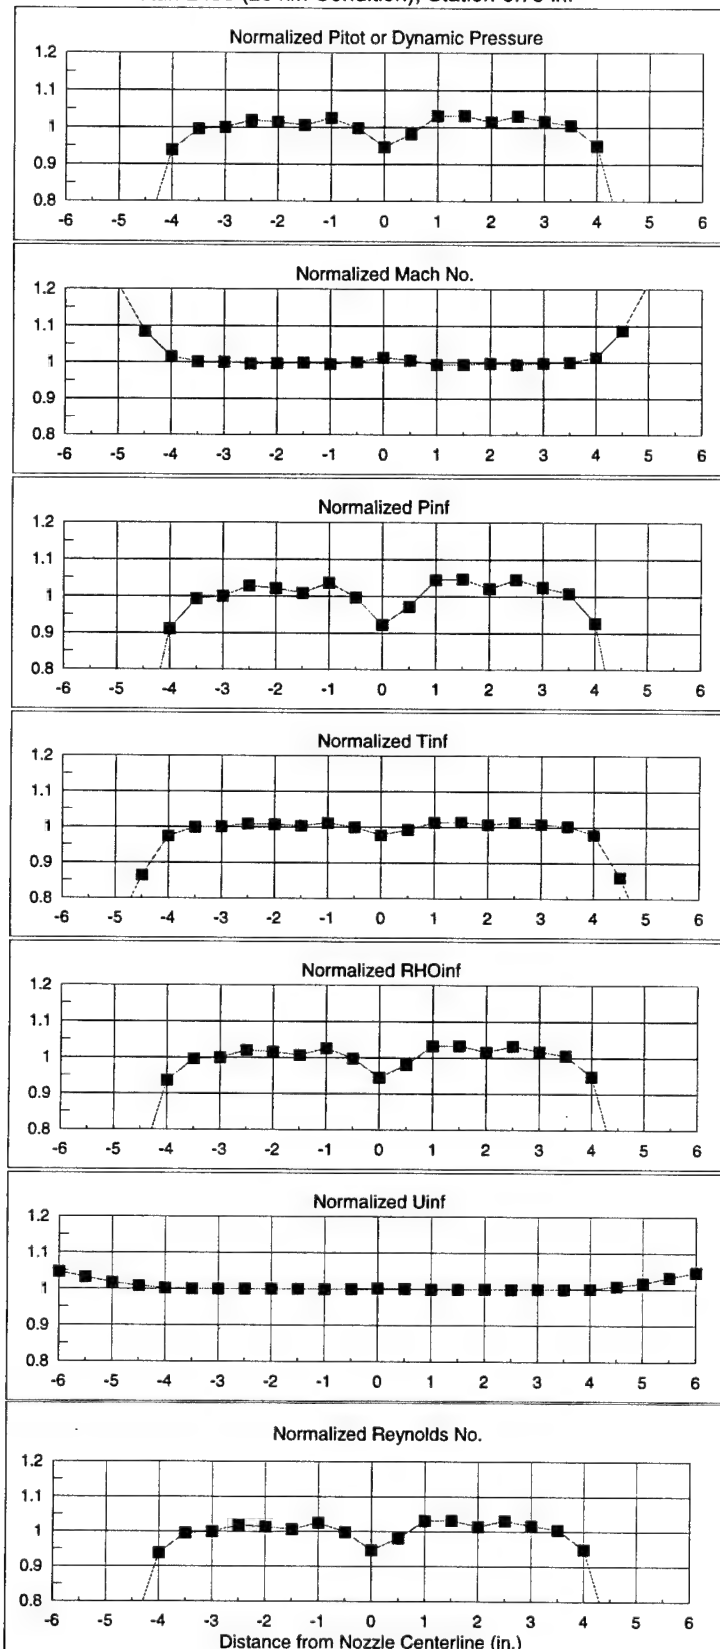 Normalized Pitot or Dynamic Pressure
1.2
1.1
1
0.9
0.8
-6 -5 -4 -3 -2 -1 0 1 2 3 4 5 6
Normalized Mach No.
1.2
1.1
1
0.9
0.8
-6 -5 -4 -3 -2 -1 0 1 2 3 4 5 6
Normalized Pinf
1.2
1.1
1
0.9
0.8
-6 -5 -4 -3 -2 -1 0 1 2 3 4 5 6
Normalized Tinf
1.2
1.1
1
0.9
0.8
-6 -5 -4 -3 -2 -1 0 1 2 3 4 5 6
Normalized RHOinf
1.2
1.1
1
0.9
0.8
-6 -5 -4 -3 -2 -1 0 1 2 3 4 5 6
Normalized Uinf
1.2
1.1
1
0.9
0.8
-6 -5 -4 -3 -2 -1 0 1 2 3 4 5 6
Normalized Reynolds No.
1.2
1.1
1
0.9
0.8
-6 -5 -4 -3 -2 -1 0 1 2 3 4 5 6
Distance from Nozzle Centerline (in.)